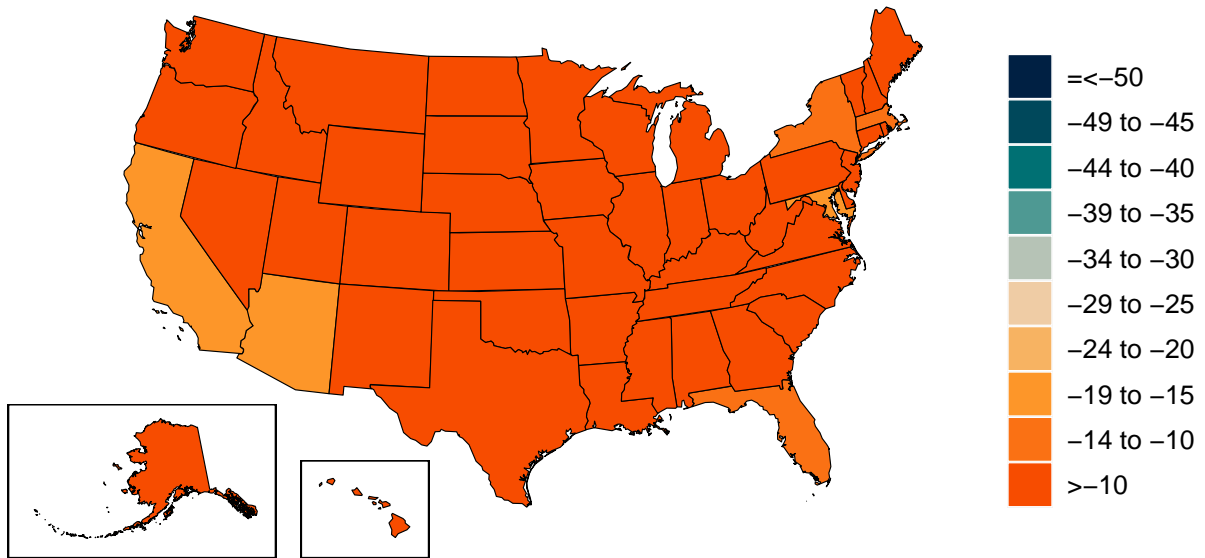 =<−50
−49 to −45
−44 to −40
−39 to −35
−34 to −30
−29 to −25
−24 to −20
−19 to −15
−14 to −10
>−10